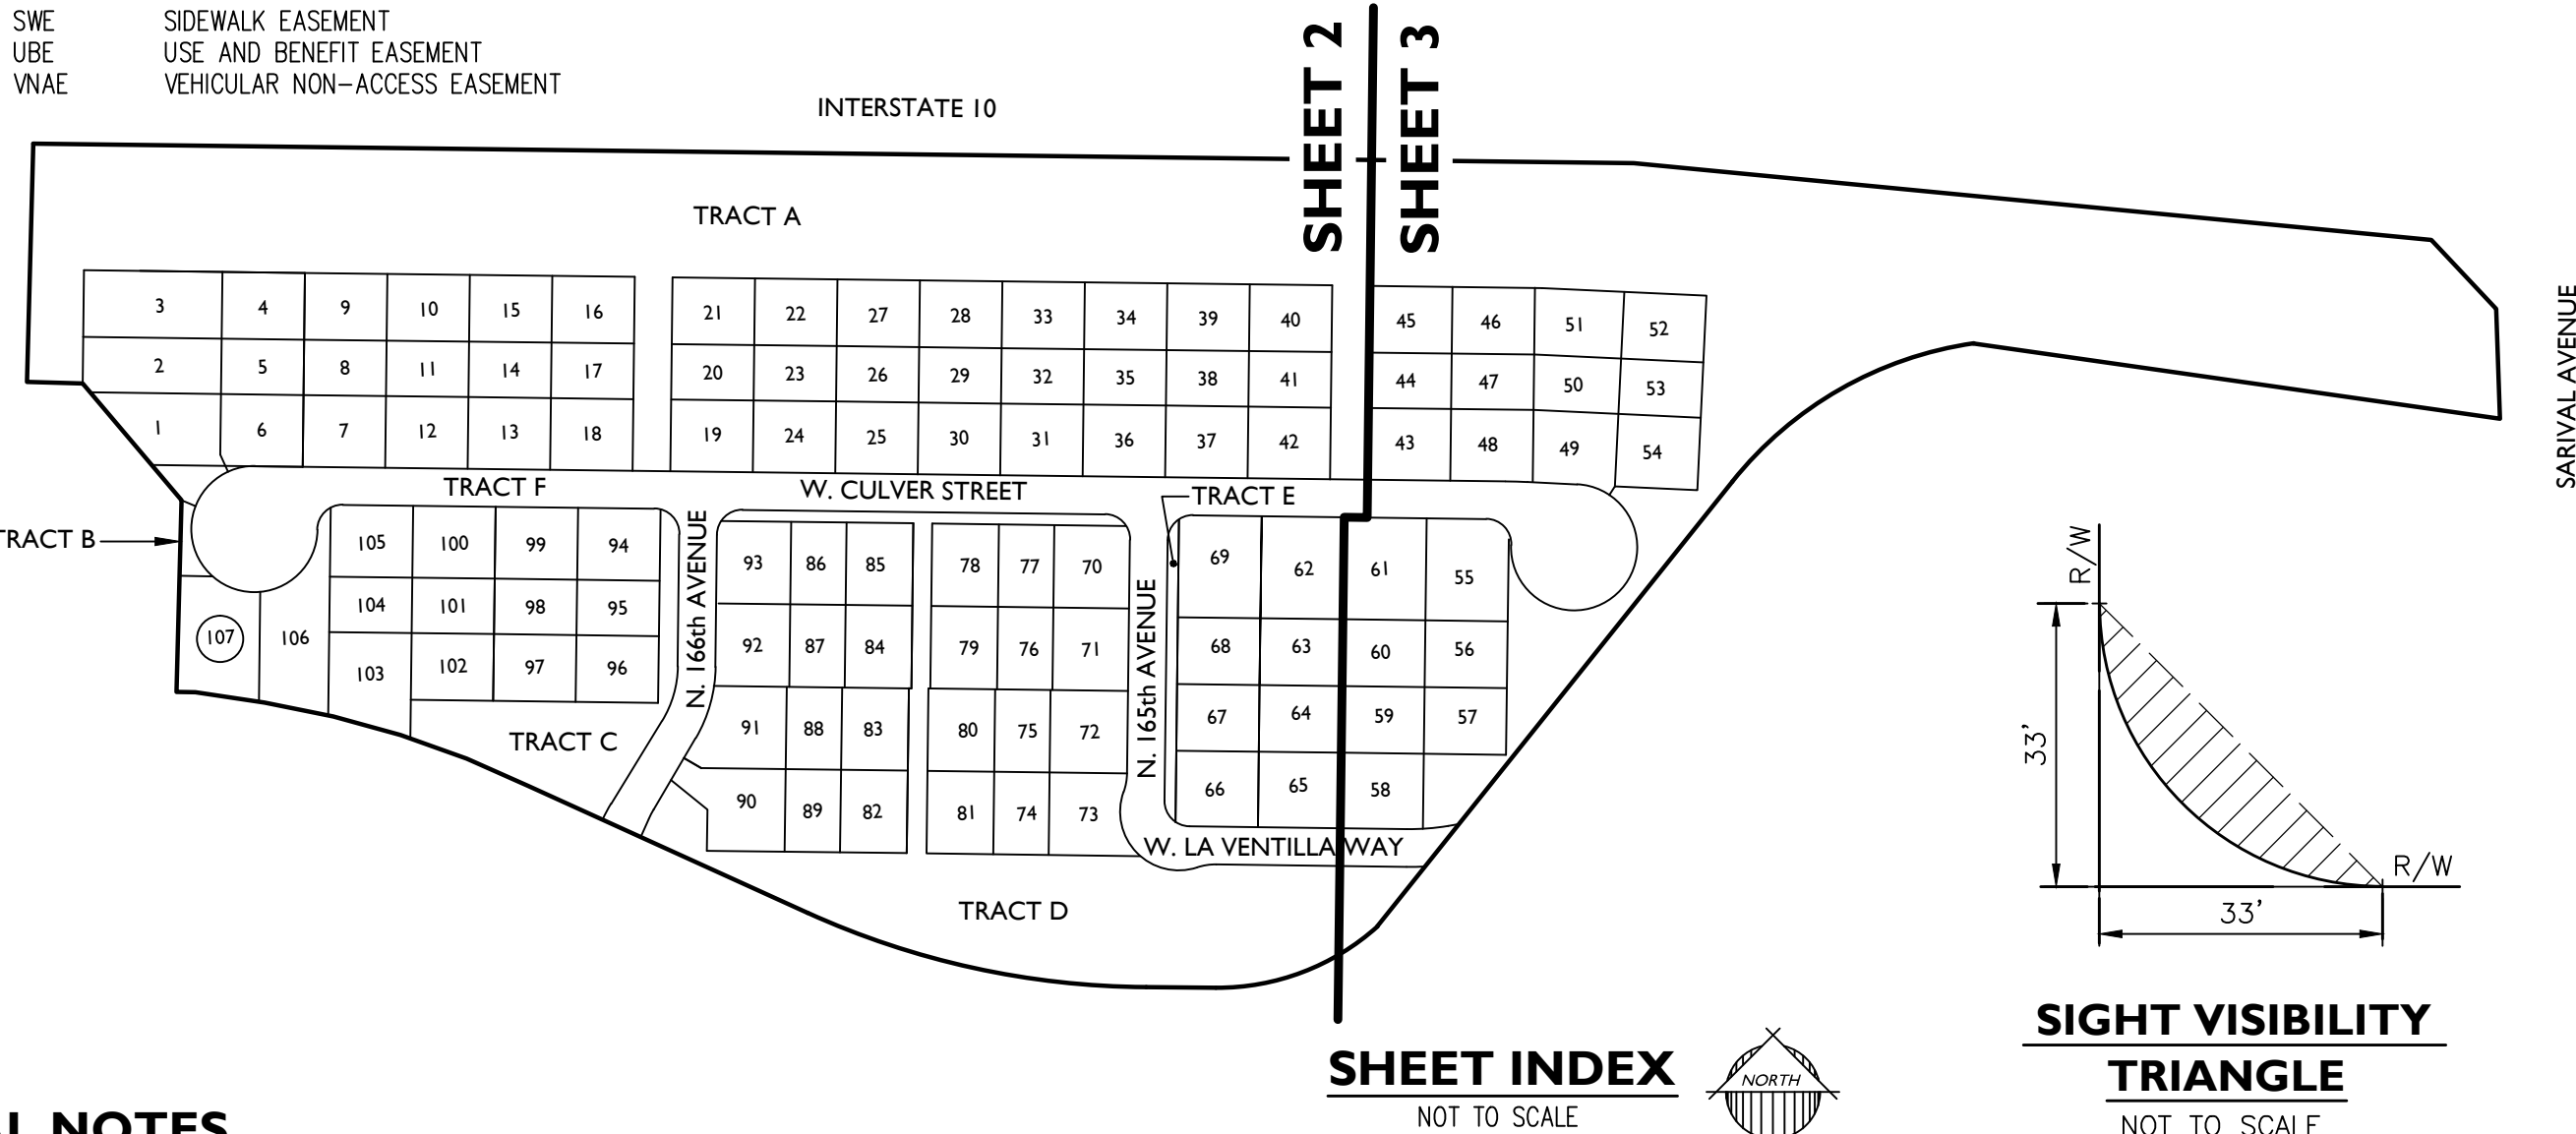 SWE SIDEWALK EASEMENT
UBE USE AND BENEFIT EASEMENT
VNAE VEHICULAR NON-ACCESS EASEMENT
INTERSTATE 10
SHEET 2
SHEET 3
TRACT A
SARIVAL AVENUE
3 4 9 10 15 16 21 22 27 28 33 34 39 40 45 46 51 52
2 5 8 11 14 17 20 23 26 29 32 35 38 41 44 47 50 53
1 6 7 12 13 18 19 24 25 30 31 36 37 42 43 48 49 54
TRACT F
W. CULVER STREET
TRACT E
TRACT B
N. 166th AVENUE
N. 165th AVENUE
105 100 99 94 93 86 85 78 77 70 69 62 61 55
104 101 98 95
107 106 92 87 84 79 76 71 68 63 60 56
103 102 97 96
91 88 83 80 75 72 67 64 59 57
TRACT C
90 89 82 81 74 73 66 65 58
W. LA VENTILLA WAY
TRACT D
R/W
33'
R/W
33'
SHEET INDEX
NOT TO SCALE
NORTH
SIGHT VISIBILITY
TRIANGLE
NOT TO SCALE
NOTES